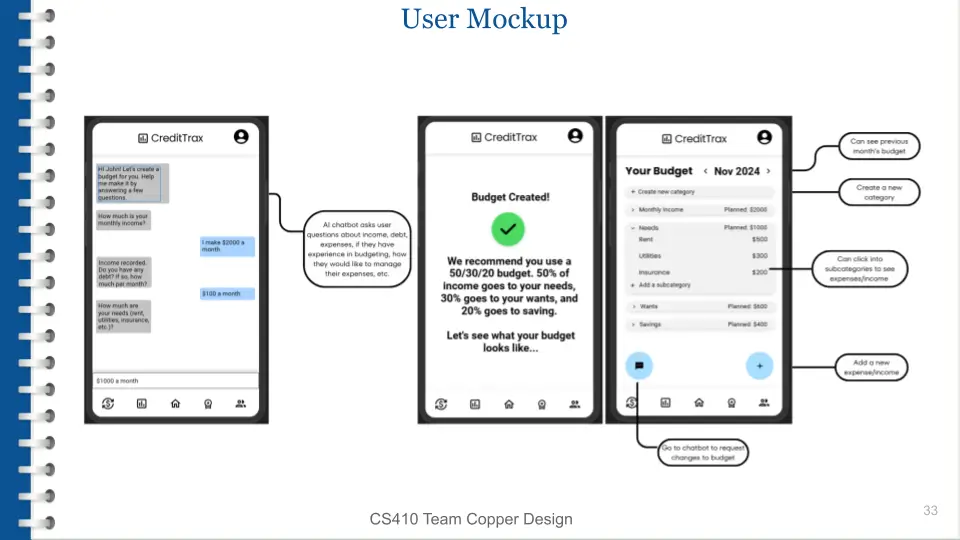 User Mockup
CreditTrax
Hi John! Let's create a
budget for you. Help
me make it by
answering a few
questions.
How much is your
monthly income?
I make $2000 a
month
Income recorded.
Do you have any
debt? If so, how
much per month?
$100 a month
How much are
your needs (rent,
utilities, insurance,
etc.)?
$1000 a month
AI chatbot asks user
questions about income, debt,
expenses, if they have
experience in budgeting, how
they would like to manage
their expenses, etc.
CreditTrax
Budget Created!
We recommend you use a
50/30/20 budget. 50% of
income goes to your needs,
30% goes to your wants, and
20% goes to saving.
Let's see what your budget
looks like...
CreditTrax
Your Budget < Nov 2024 >
+ Create new category
Monthly Income Planned: $2000
Needs Planned: $1000
Rent $500
Utilities $300
Insurance $200
+ Add a subcategory
Wants Planned: $600
Savings Planned: $400
+
Can see previous
month's budget
Create a new
category
Can click into
subcategories to see
expenses/income
Add a new
expense/income
Go to chatbot to request
changes to budget
CS410 Team Copper Design
33